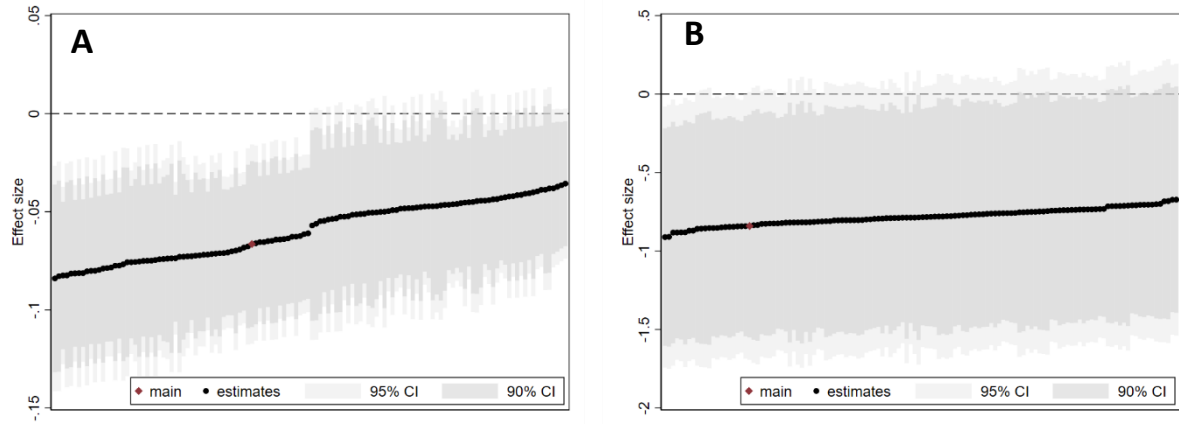 A
.05
0
-.05
-.1
-.15
Effect size
main
estimates
95% CI
90% CI
B
.5
0
-.5
-1
-1.5
-2
Effect size
main
estimates
95% CI
90% CI